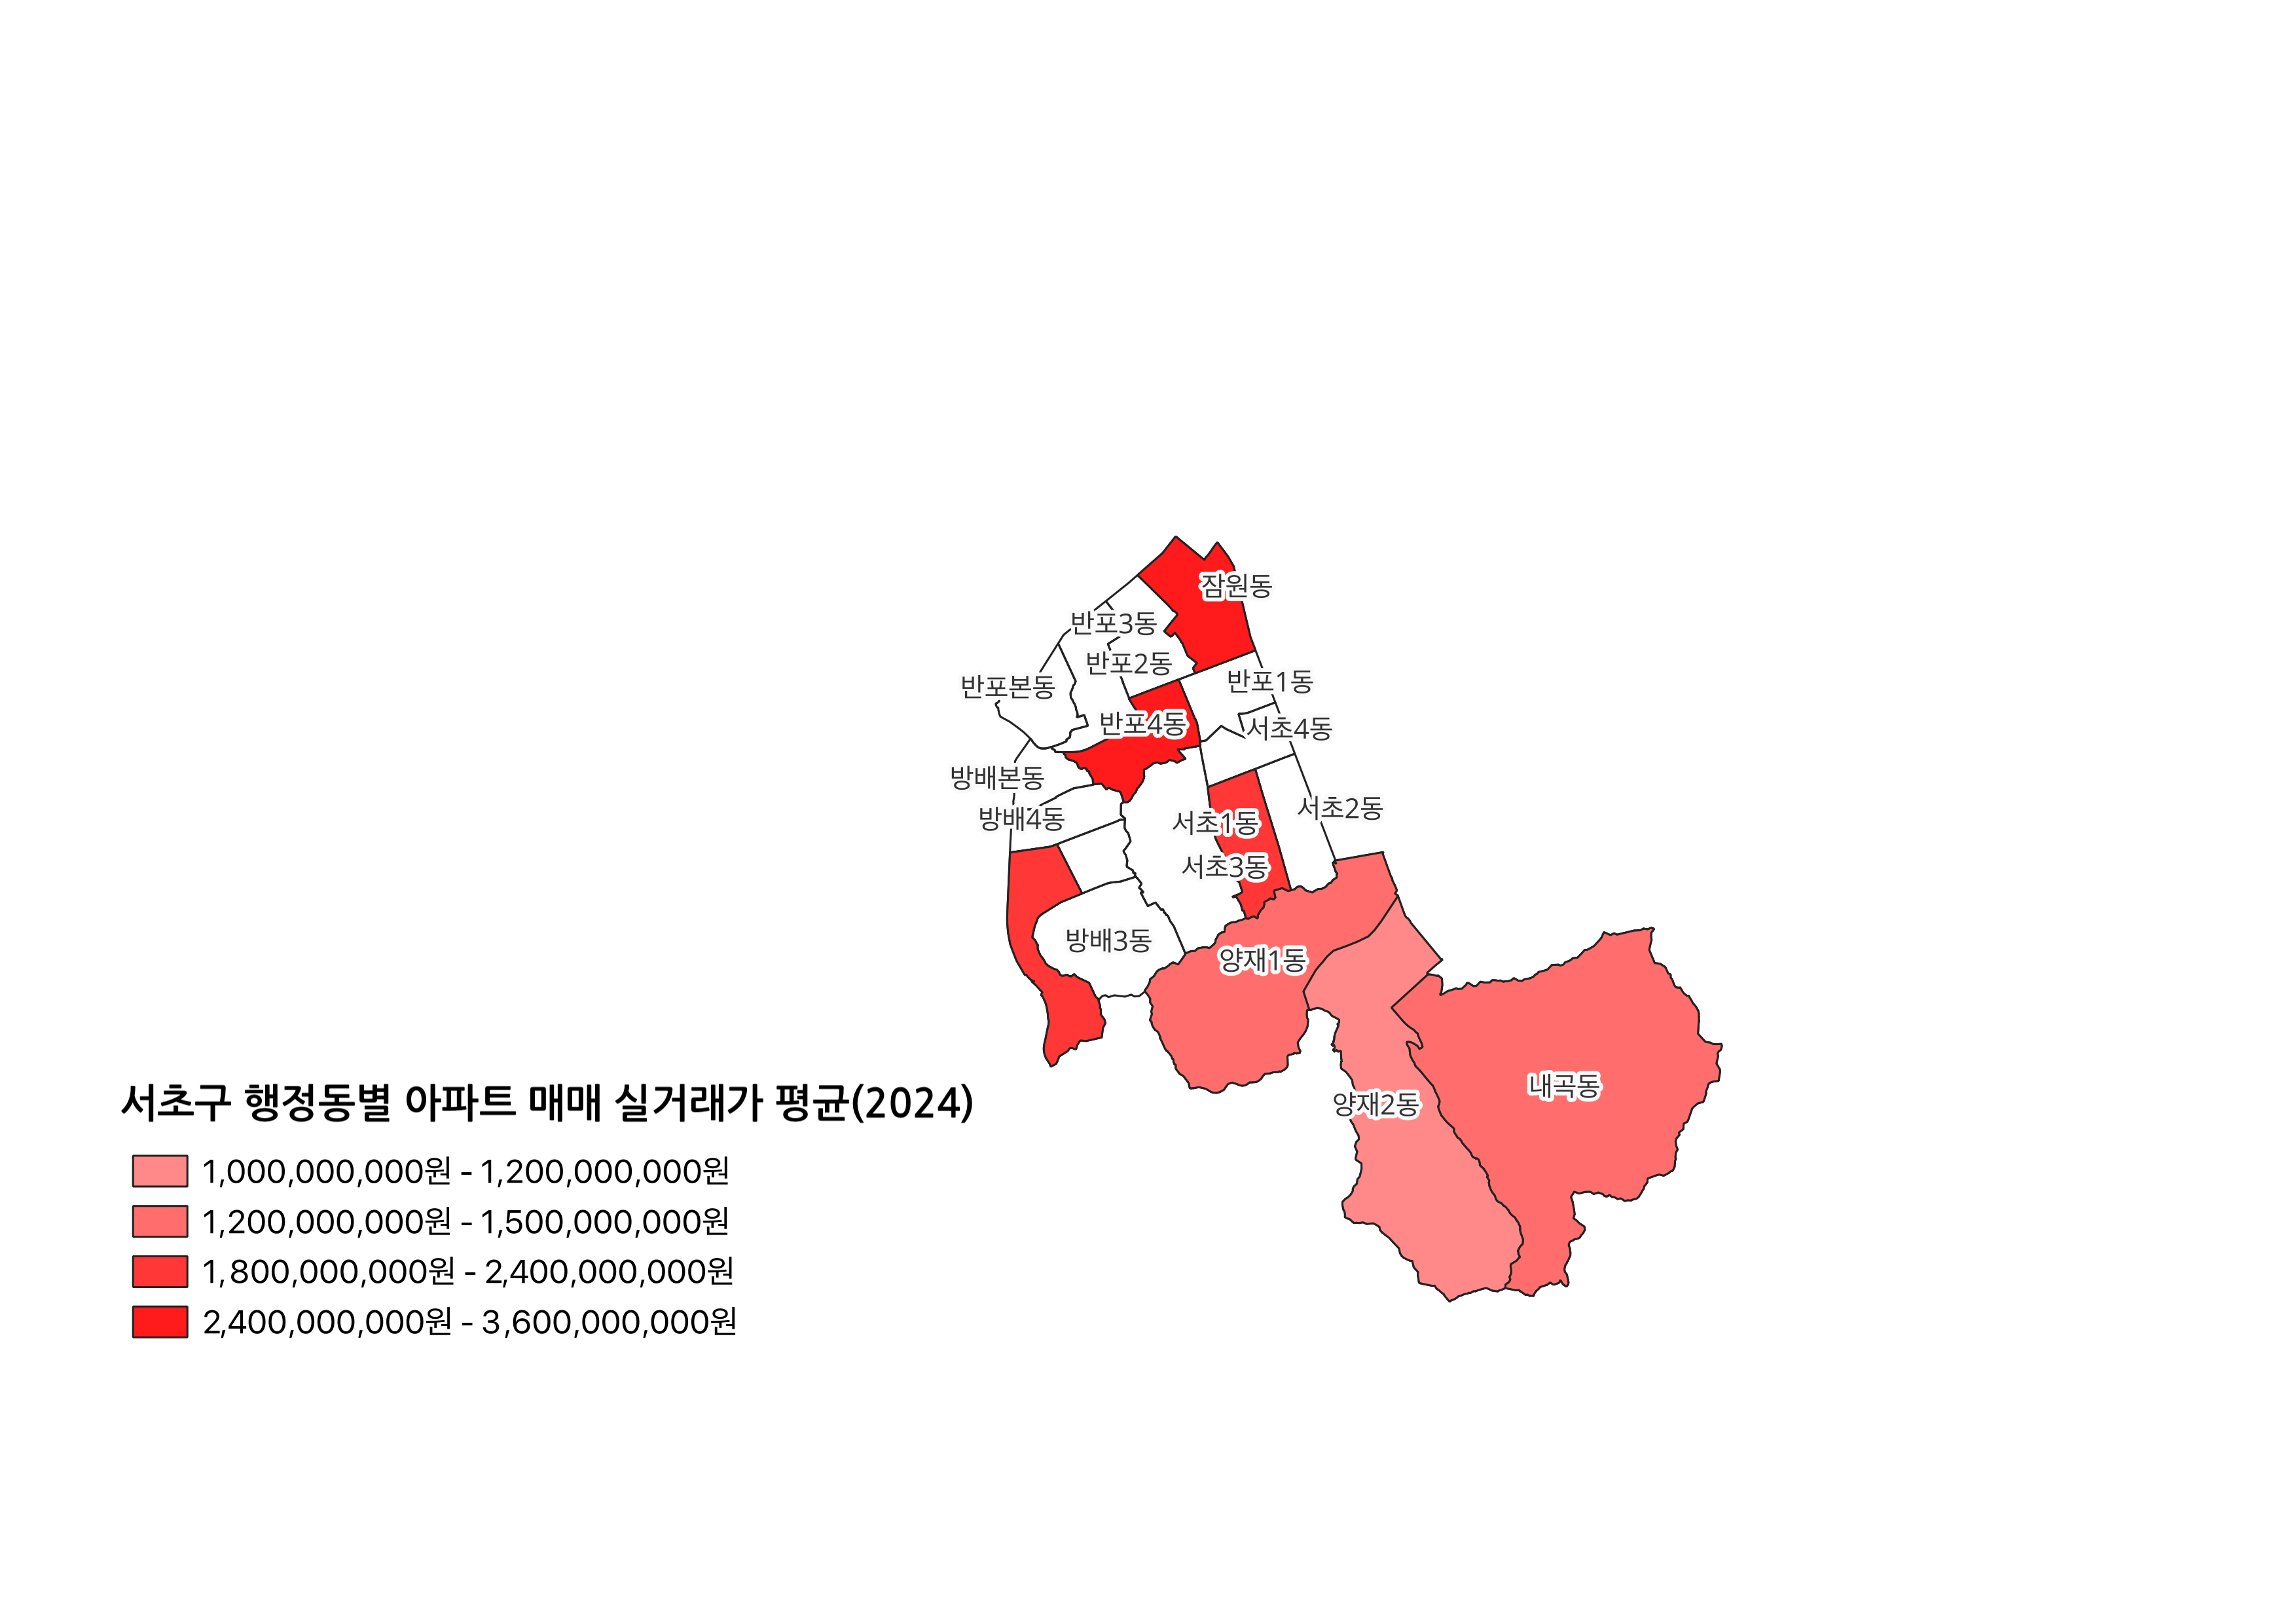 잠원동
반포3동
반포2동
반포본동
반포1동
반포4동
서초4동
방배본동
방배4동
서초2동
서초1동
서초3동
방배3동
양재1동
내곡동
양재2동
서초구 행정동별 아파트 매매 실거래가 평균(2024)
1,000,000,000원 - 1,200,000,000원
1,200,000,000원 - 1,500,000,000원
1,800,000,000원 - 2,400,000,000원
2,400,000,000원 - 3,600,000,000원